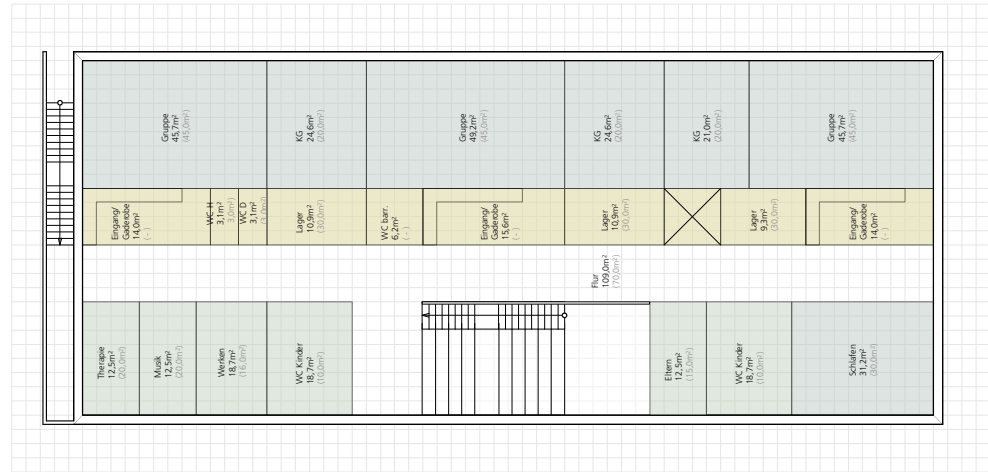 Gruppe
45,7m²
(45,0m²)
KG
24,6m²
(20,0m²)
Gruppe
49,2m²
(45,0m²)
KG
24,6m²
(20,0m²)
KG
21,0m²
(20,0m²)
Gruppe
45,7m²
(45,0m²)
Eingang/
Gaderobe
14,0m²
( - )
WC H
3,1m²
(3,0m²)
WC D
3,1m²
(3,0m²)
Lager
10,9m²
(30,0m²)
WC barr.
6,2m²
( - )
Eingang/
Gaderobe
15,6m²
( - )
Lager
10,9m²
(30,0m²)
Lager
9,3m²
(30,0m²)
Eingang/
Gaderobe
14,0m²
( - )
Flur
109,0m²
(70,0m²)
Therapie
12,5m²
(20,0m²)
Musik
12,5m²
(20,0m²)
Werken
18,7m²
(16,0m²)
WC Kinder
18,7m²
(10,0m²)
Eltern
12,5m²
(15,0m²)
WC Kinder
18,7m²
(10,0m²)
Schlafen
31,2m²
(30,0m²)